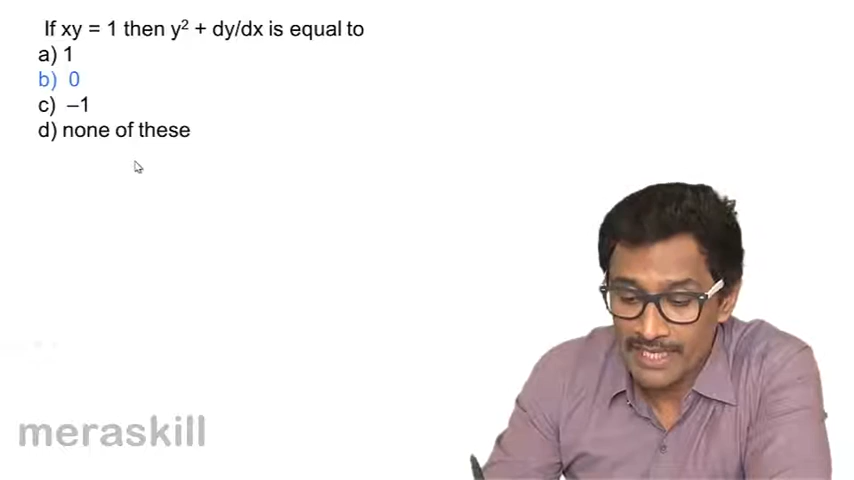 If xy = 1 then y² + dy/dx is equal to
a) 1
b) 0
c) –1
d) none of these
meraskill